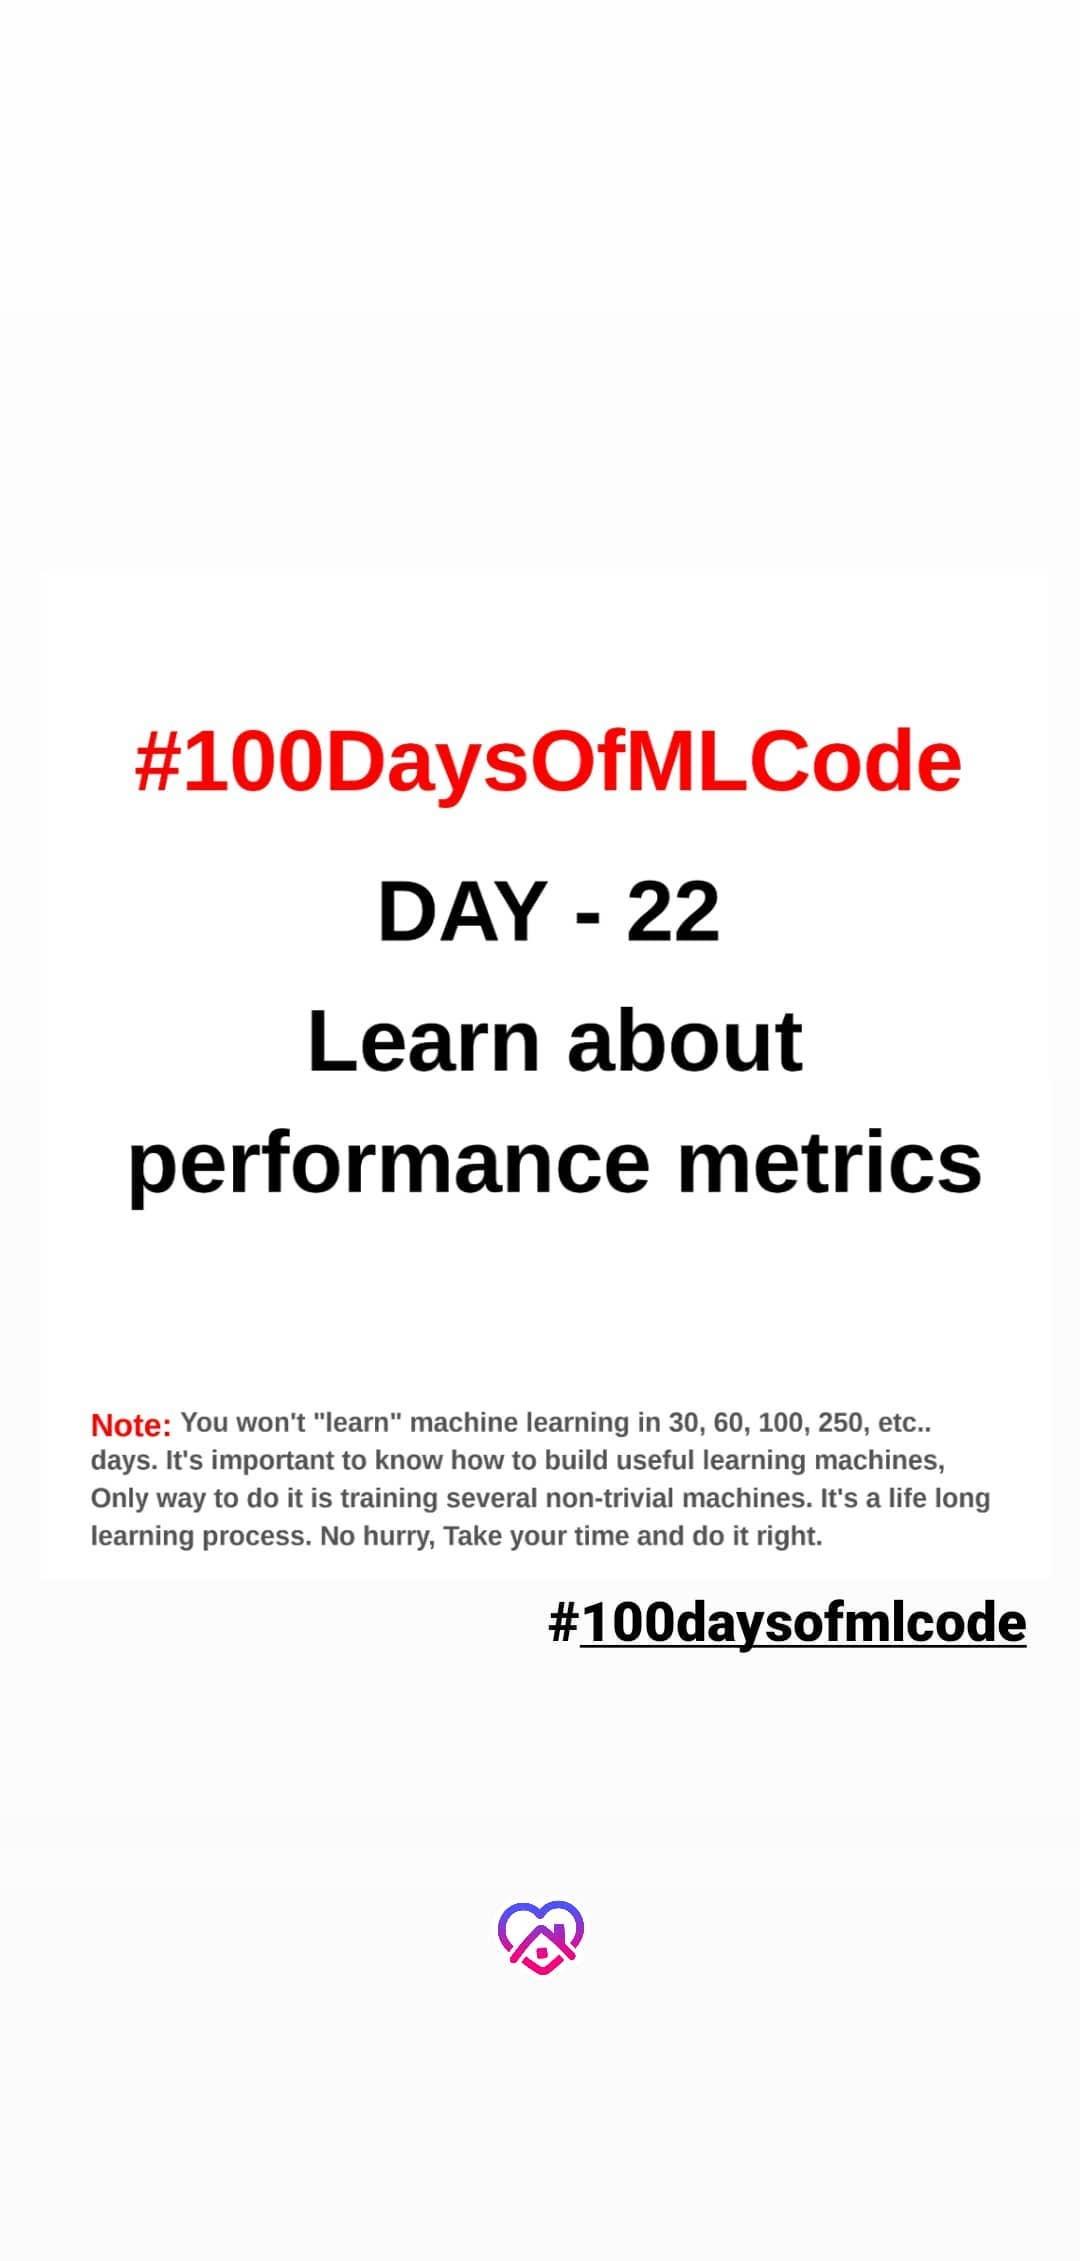 #100DaysOfMLCode
DAY - 22
Learn about
performance metrics
Note: You won't "learn" machine learning in 30, 60, 100, 250, etc..
days. It's important to know how to build useful learning machines,
Only way to do it is training several non-trivial machines. It's a life long
learning process. No hurry, Take your time and do it right.
#100daysofmlcode